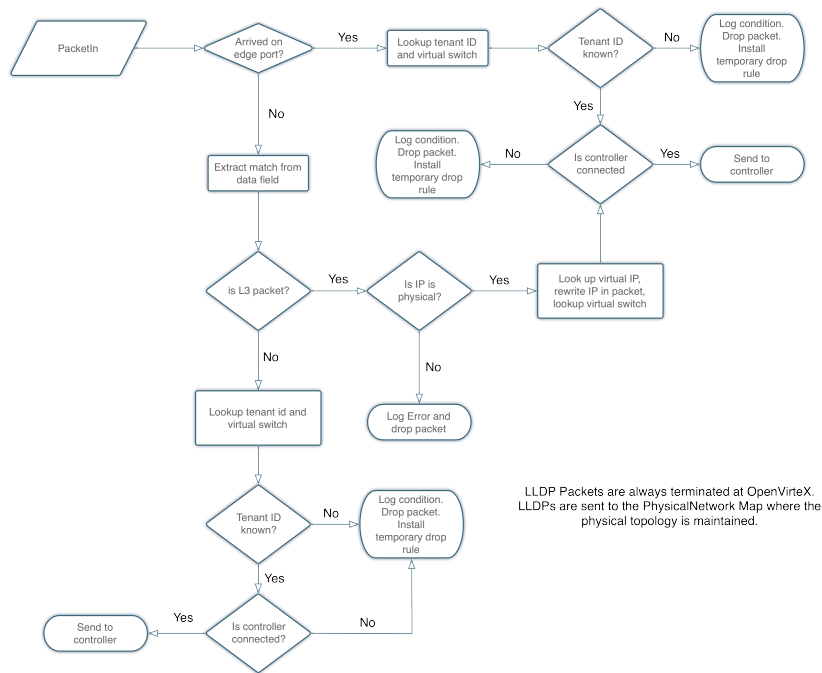 PacketIn
Arrived on
edge port?
Yes
Lookup tenant ID
and virtual switch
Tenant ID
known?
No
Log condition.
Drop packet.
Install
temporary drop
rule
No
Yes
Extract match from
data field
Log condition.
Drop packet.
Install
temporary drop
rule
No
Is controller
connected
Yes
Send to
controller
is L3 packet?
Yes
Is IP is
physical?
Yes
Look up virtual IP,
rewrite IP in packet,
lookup virtual switch
No
No
Lookup tenant id and
virtual switch
Log Error and
drop packet
Tenant ID
known?
No
Log condition.
Drop packet.
Install
temporary drop
rule
LLDP Packets are always terminated at OpenVirteX.
LLDPs are sent to the PhysicalNetwork Map where the
physical topology is maintained.
Yes
Send to
controller
Yes
Is controller
connected?
No